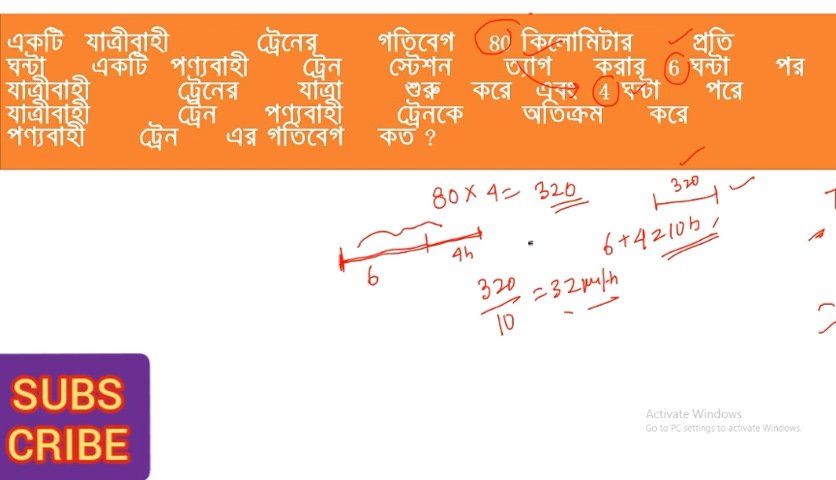 একটি যাত্রীবাহী ট্রেনের গতিবেগ 80 কিলোমিটার প্রতি
ঘন্টা একটি পণ্যবাহী ট্রেন স্টেশন ত্যাগ করার 6 ঘন্টা পর
যাত্রীবাহী ট্রেনের যাত্রা শুরু করে এবং 4 ঘন্টা পরে
যাত্রীবাহী ট্রেন পণ্যবাহী ট্রেনকে অতিক্রম করে
পণ্যবাহী ট্রেন এর গতিবেগ কত ?
80 × 4 = 320
320
6 + 4 = 10h
6 4h
320/10 = 32
SUBS
CRIBE
Activate Windows
Go to PC settings to activate Windows.